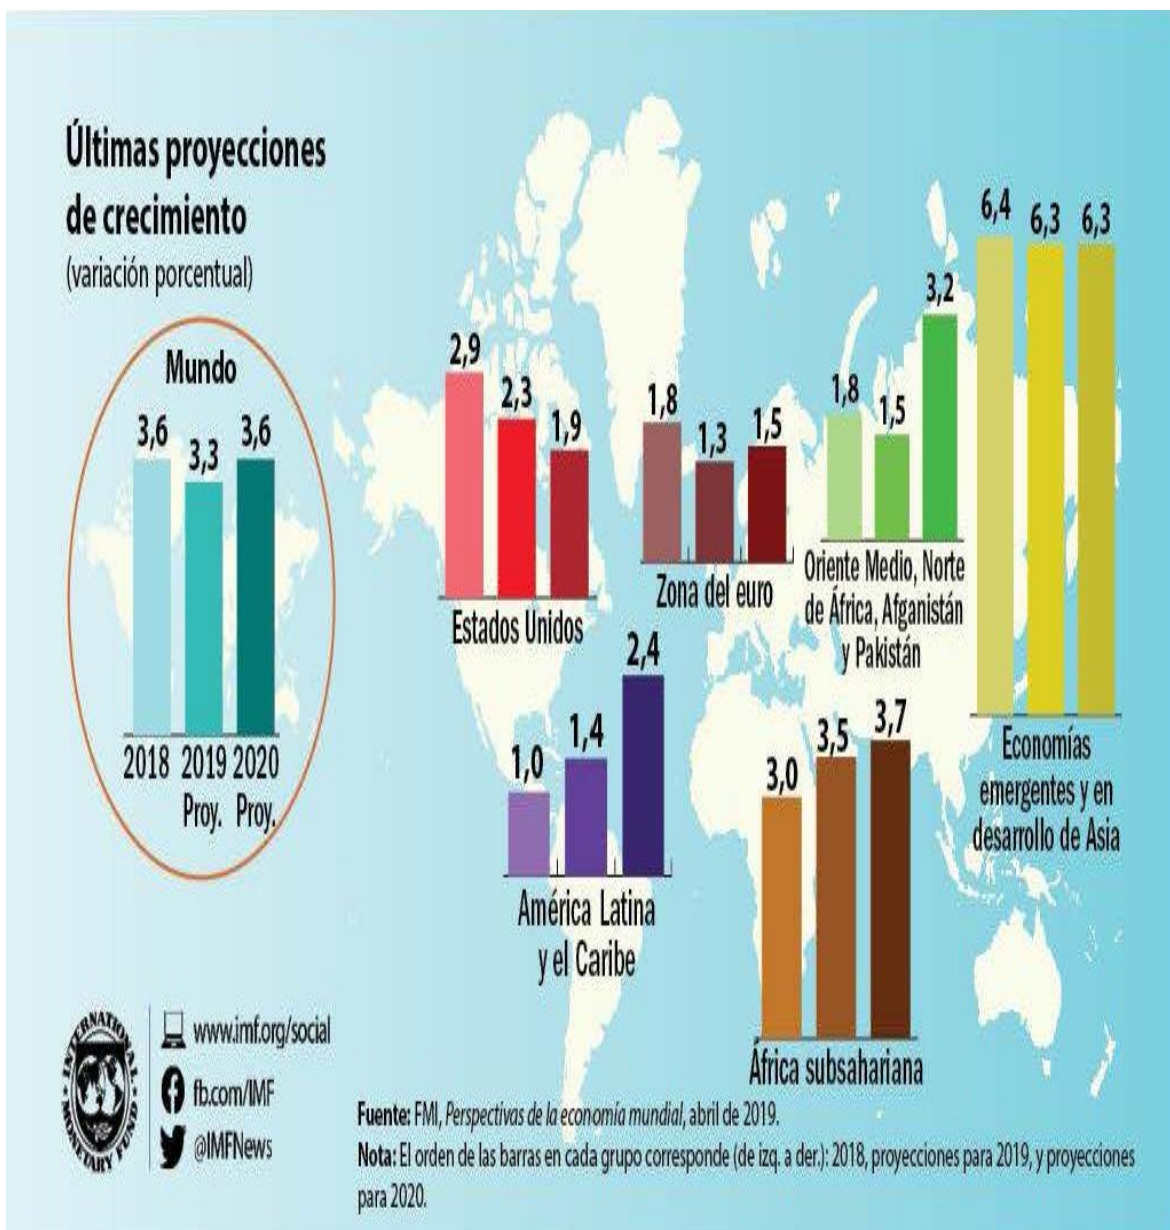 Últimas proyecciones
de crecimiento
(variación porcentual)
Mundo
3,6
3,3
3,6
2018 2019 2020
Proy. Proy.
2,9
2,3
1,9
Estados Unidos
1,8
1,3
1,5
Zona del euro
1,8
1,5
3,2
Oriente Medio, Norte
de África, Afganistán
y Pakistán
6,4
6,3
6,3
Economías
emergentes y en
desarrollo de Asia
1,0
1,4
2,4
América Latina
y el Caribe
3,0
3,5
3,7
África subsahariana
INTERNATIONAL
MONETARY FUND
www.imf.org/social
fb.com/IMF
@IMFNews
Fuente: FMI, Perspectivas de la economía mundial, abril de 2019.
Nota: El orden de las barras en cada grupo corresponde (de izq. a der.): 2018, proyecciones para 2019, y proyecciones
para 2020.